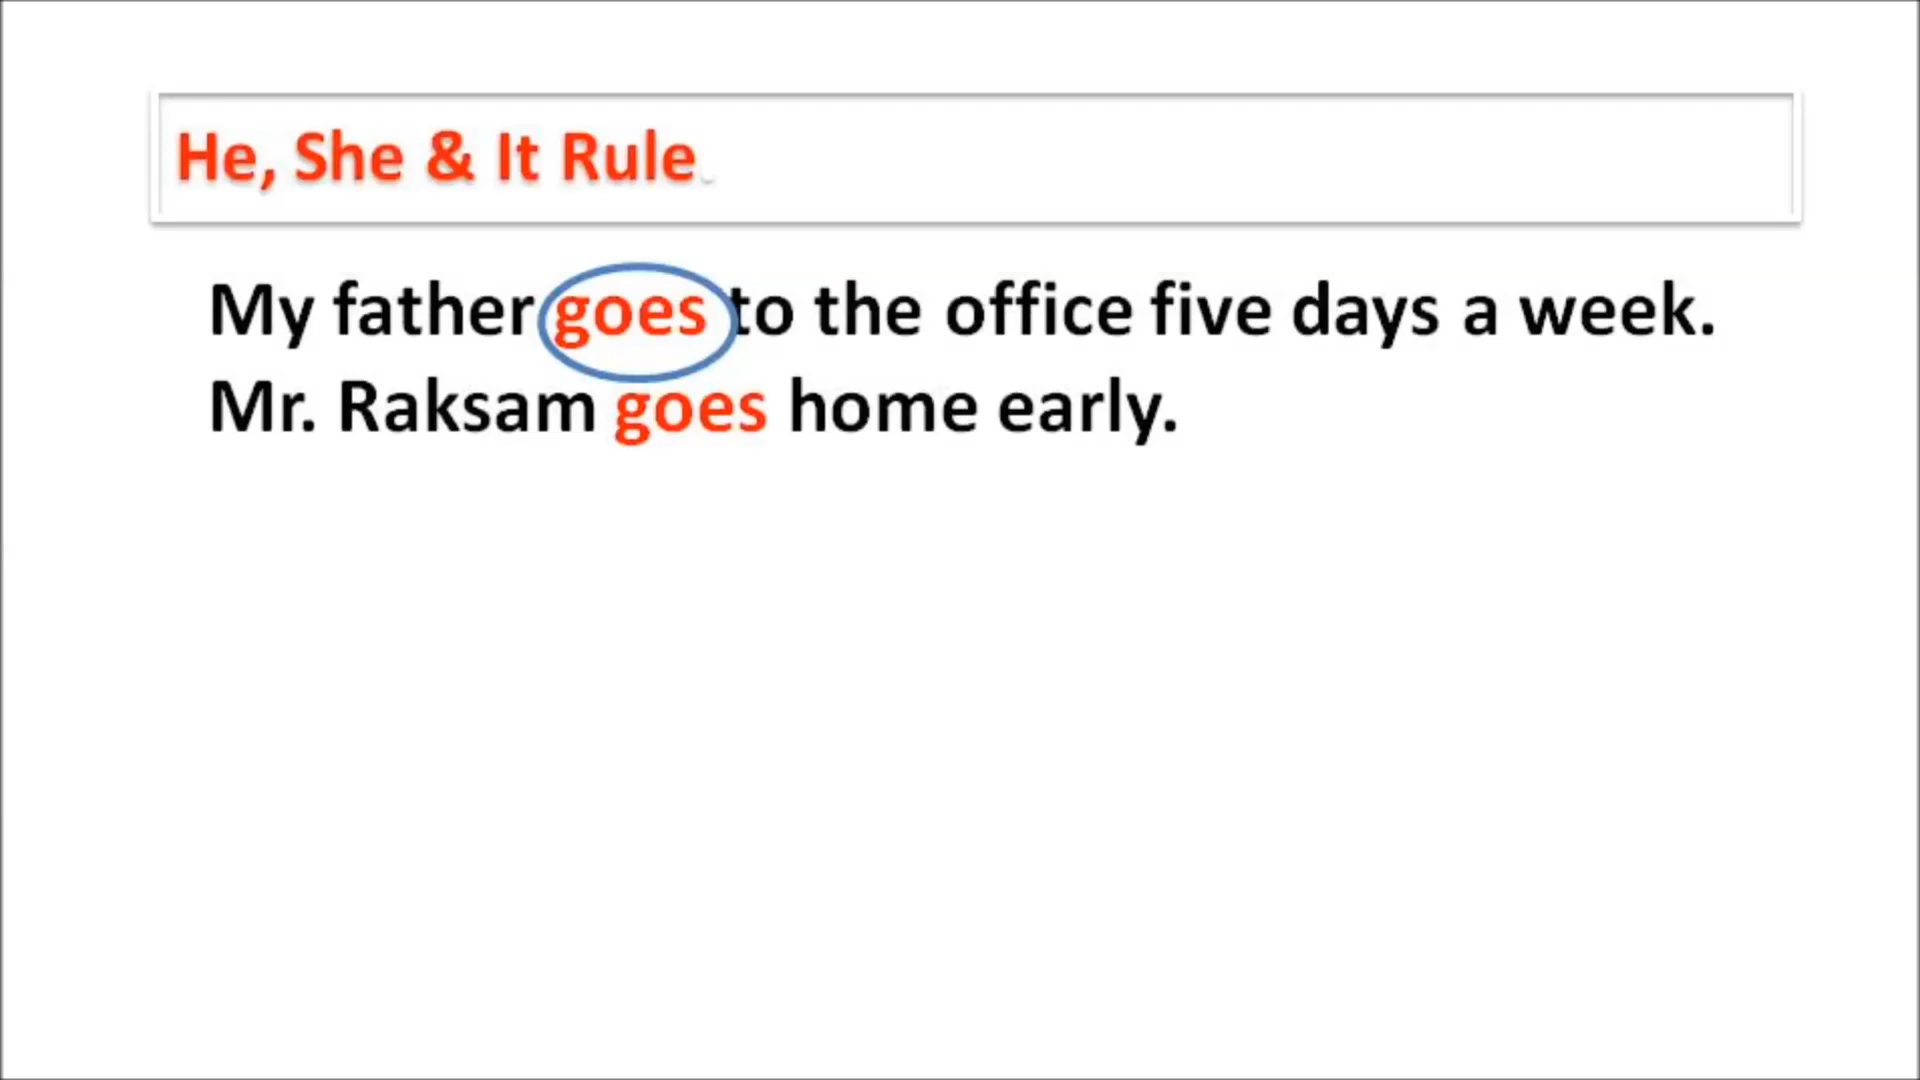 He, She & It Rule.
My father goes to the office five days a week.
Mr. Raksam goes home early.